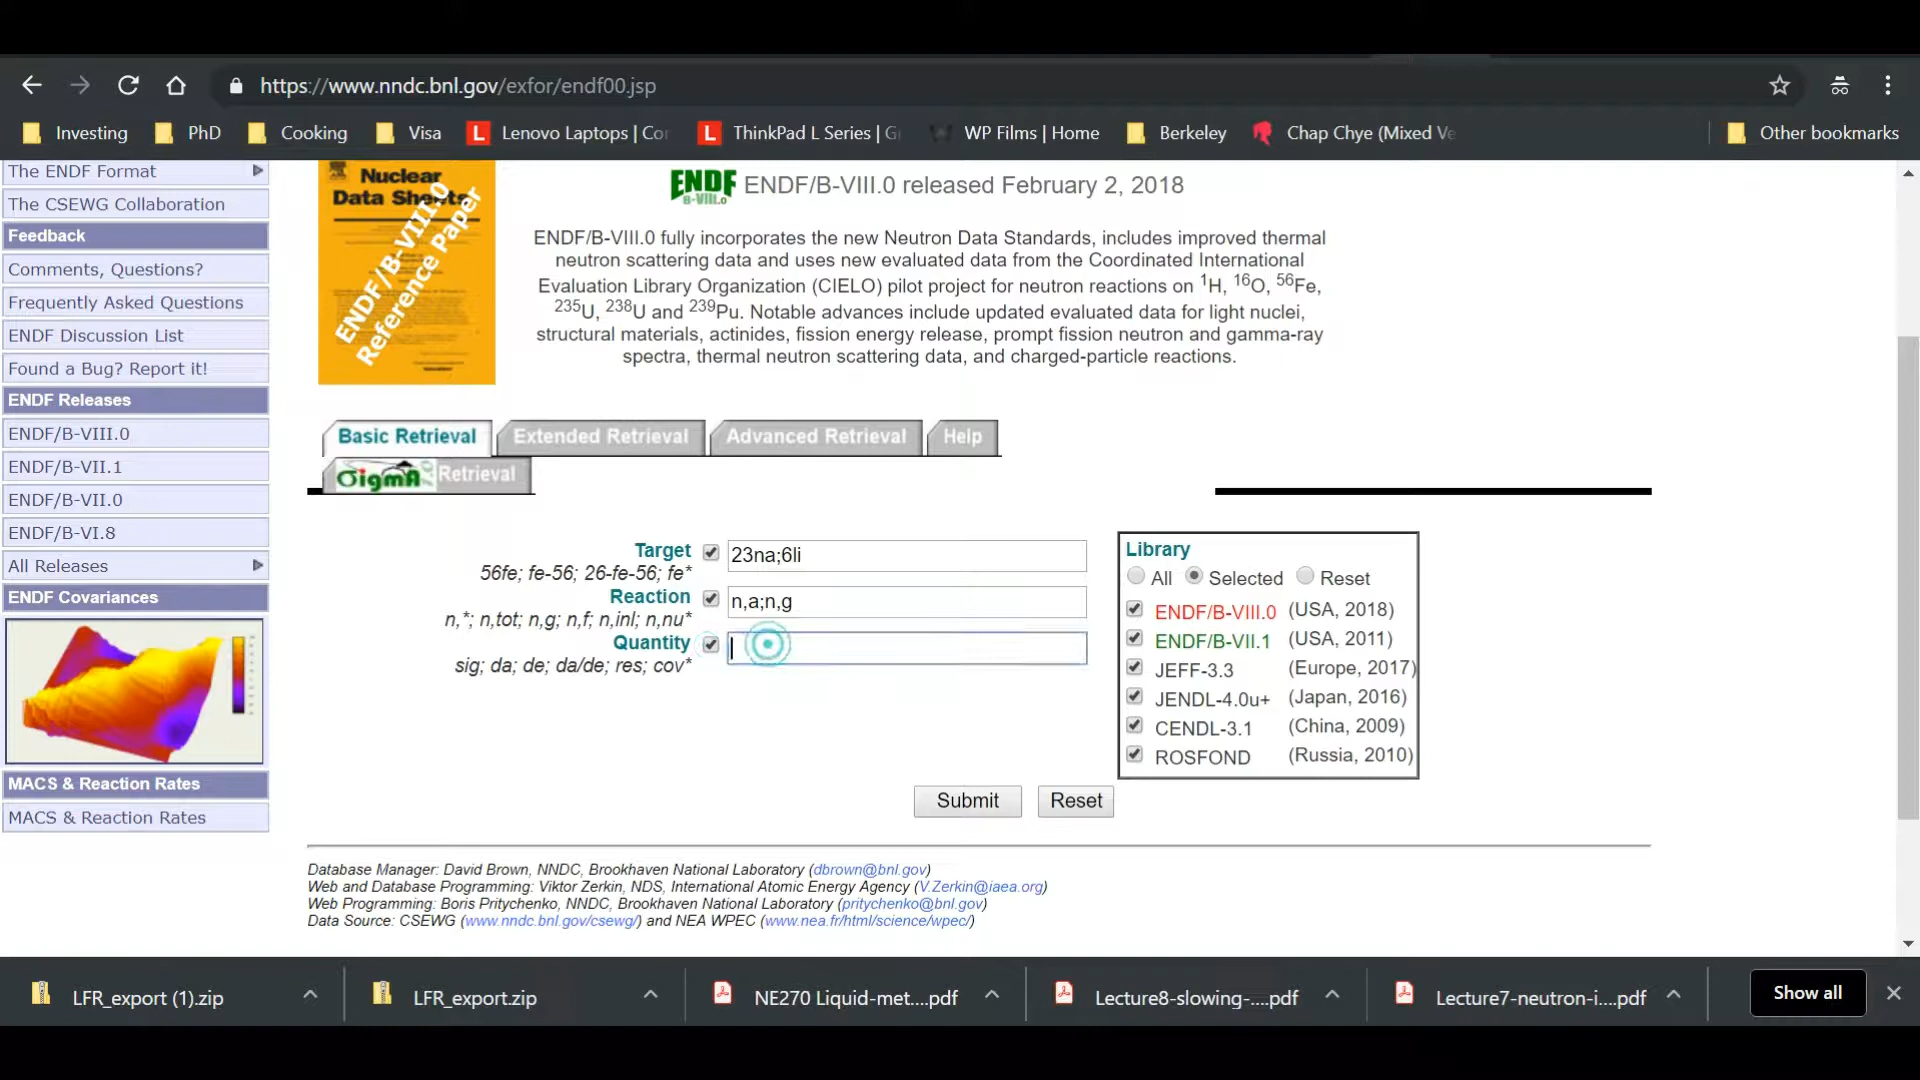 https://www.nndc.bnl.gov/exfor/endf00.jsp
Investing PhD Cooking Visa Lenovo Laptops | Cor ThinkPad L Series | G WP Films | Home Berkeley Chap Chye (Mixed Ve Other bookmarks
The ENDF Format
The CSEWG Collaboration
Feedback
Comments, Questions?
Frequently Asked Questions
ENDF Discussion List
Found a Bug? Report it!
ENDF Releases
ENDF/B-VIII.0
ENDF/B-VII.1
ENDF/B-VII.0
ENDF/B-VI.8
All Releases
ENDF Covariances
MACS & Reaction Rates
MACS & Reaction Rates
Nuclear
Data Sheets
ENDF/B-VIII.0
Reference Paper
ENDF
B-VIII.0
ENDF/B-VIII.0 released February 2, 2018
ENDF/B-VIII.0 fully incorporates the new Neutron Data Standards, includes improved thermal
neutron scattering data and uses new evaluated data from the Coordinated International
Evaluation Library Organization (CIELO) pilot project for neutron reactions on 1H, 16O, 56Fe,
235U, 238U and 239Pu. Notable advances include updated evaluated data for light nuclei,
structural materials, actinides, fission energy release, prompt fission neutron and gamma-ray
spectra, thermal neutron scattering data, and charged-particle reactions.
Basic Retrieval Extended Retrieval Advanced Retrieval Help
σigmA Retrieval
Target 23na;6li
56fe; fe-56; 26-fe-56; fe*
Reaction n,a;n,g
n,*; n,tot; n,g; n,f; n,inl; n,nu*
Quantity
sig; da; de; da/de; res; cov*
Library
All Selected Reset
ENDF/B-VIII.0 (USA, 2018)
ENDF/B-VII.1 (USA, 2011)
JEFF-3.3 (Europe, 2017)
JENDL-4.0u+ (Japan, 2016)
CENDL-3.1 (China, 2009)
ROSFOND (Russia, 2010)
Submit Reset
Database Manager: David Brown, NNDC, Brookhaven National Laboratory (dbrown@bnl.gov)
Web and Database Programming: Viktor Zerkin, NDS, International Atomic Energy Agency (V.Zerkin@iaea.org)
Web Programming: Boris Pritychenko, NNDC, Brookhaven National Laboratory (pritychenko@bnl.gov)
Data Source: CSEWG (www.nndc.bnl.gov/csewg/) and NEA WPEC (www.nea.fr/html/science/wpec/)
LFR_export (1).zip LFR_export.zip NE270 Liquid-met....pdf Lecture8-slowing-....pdf Lecture7-neutron-i....pdf Show all